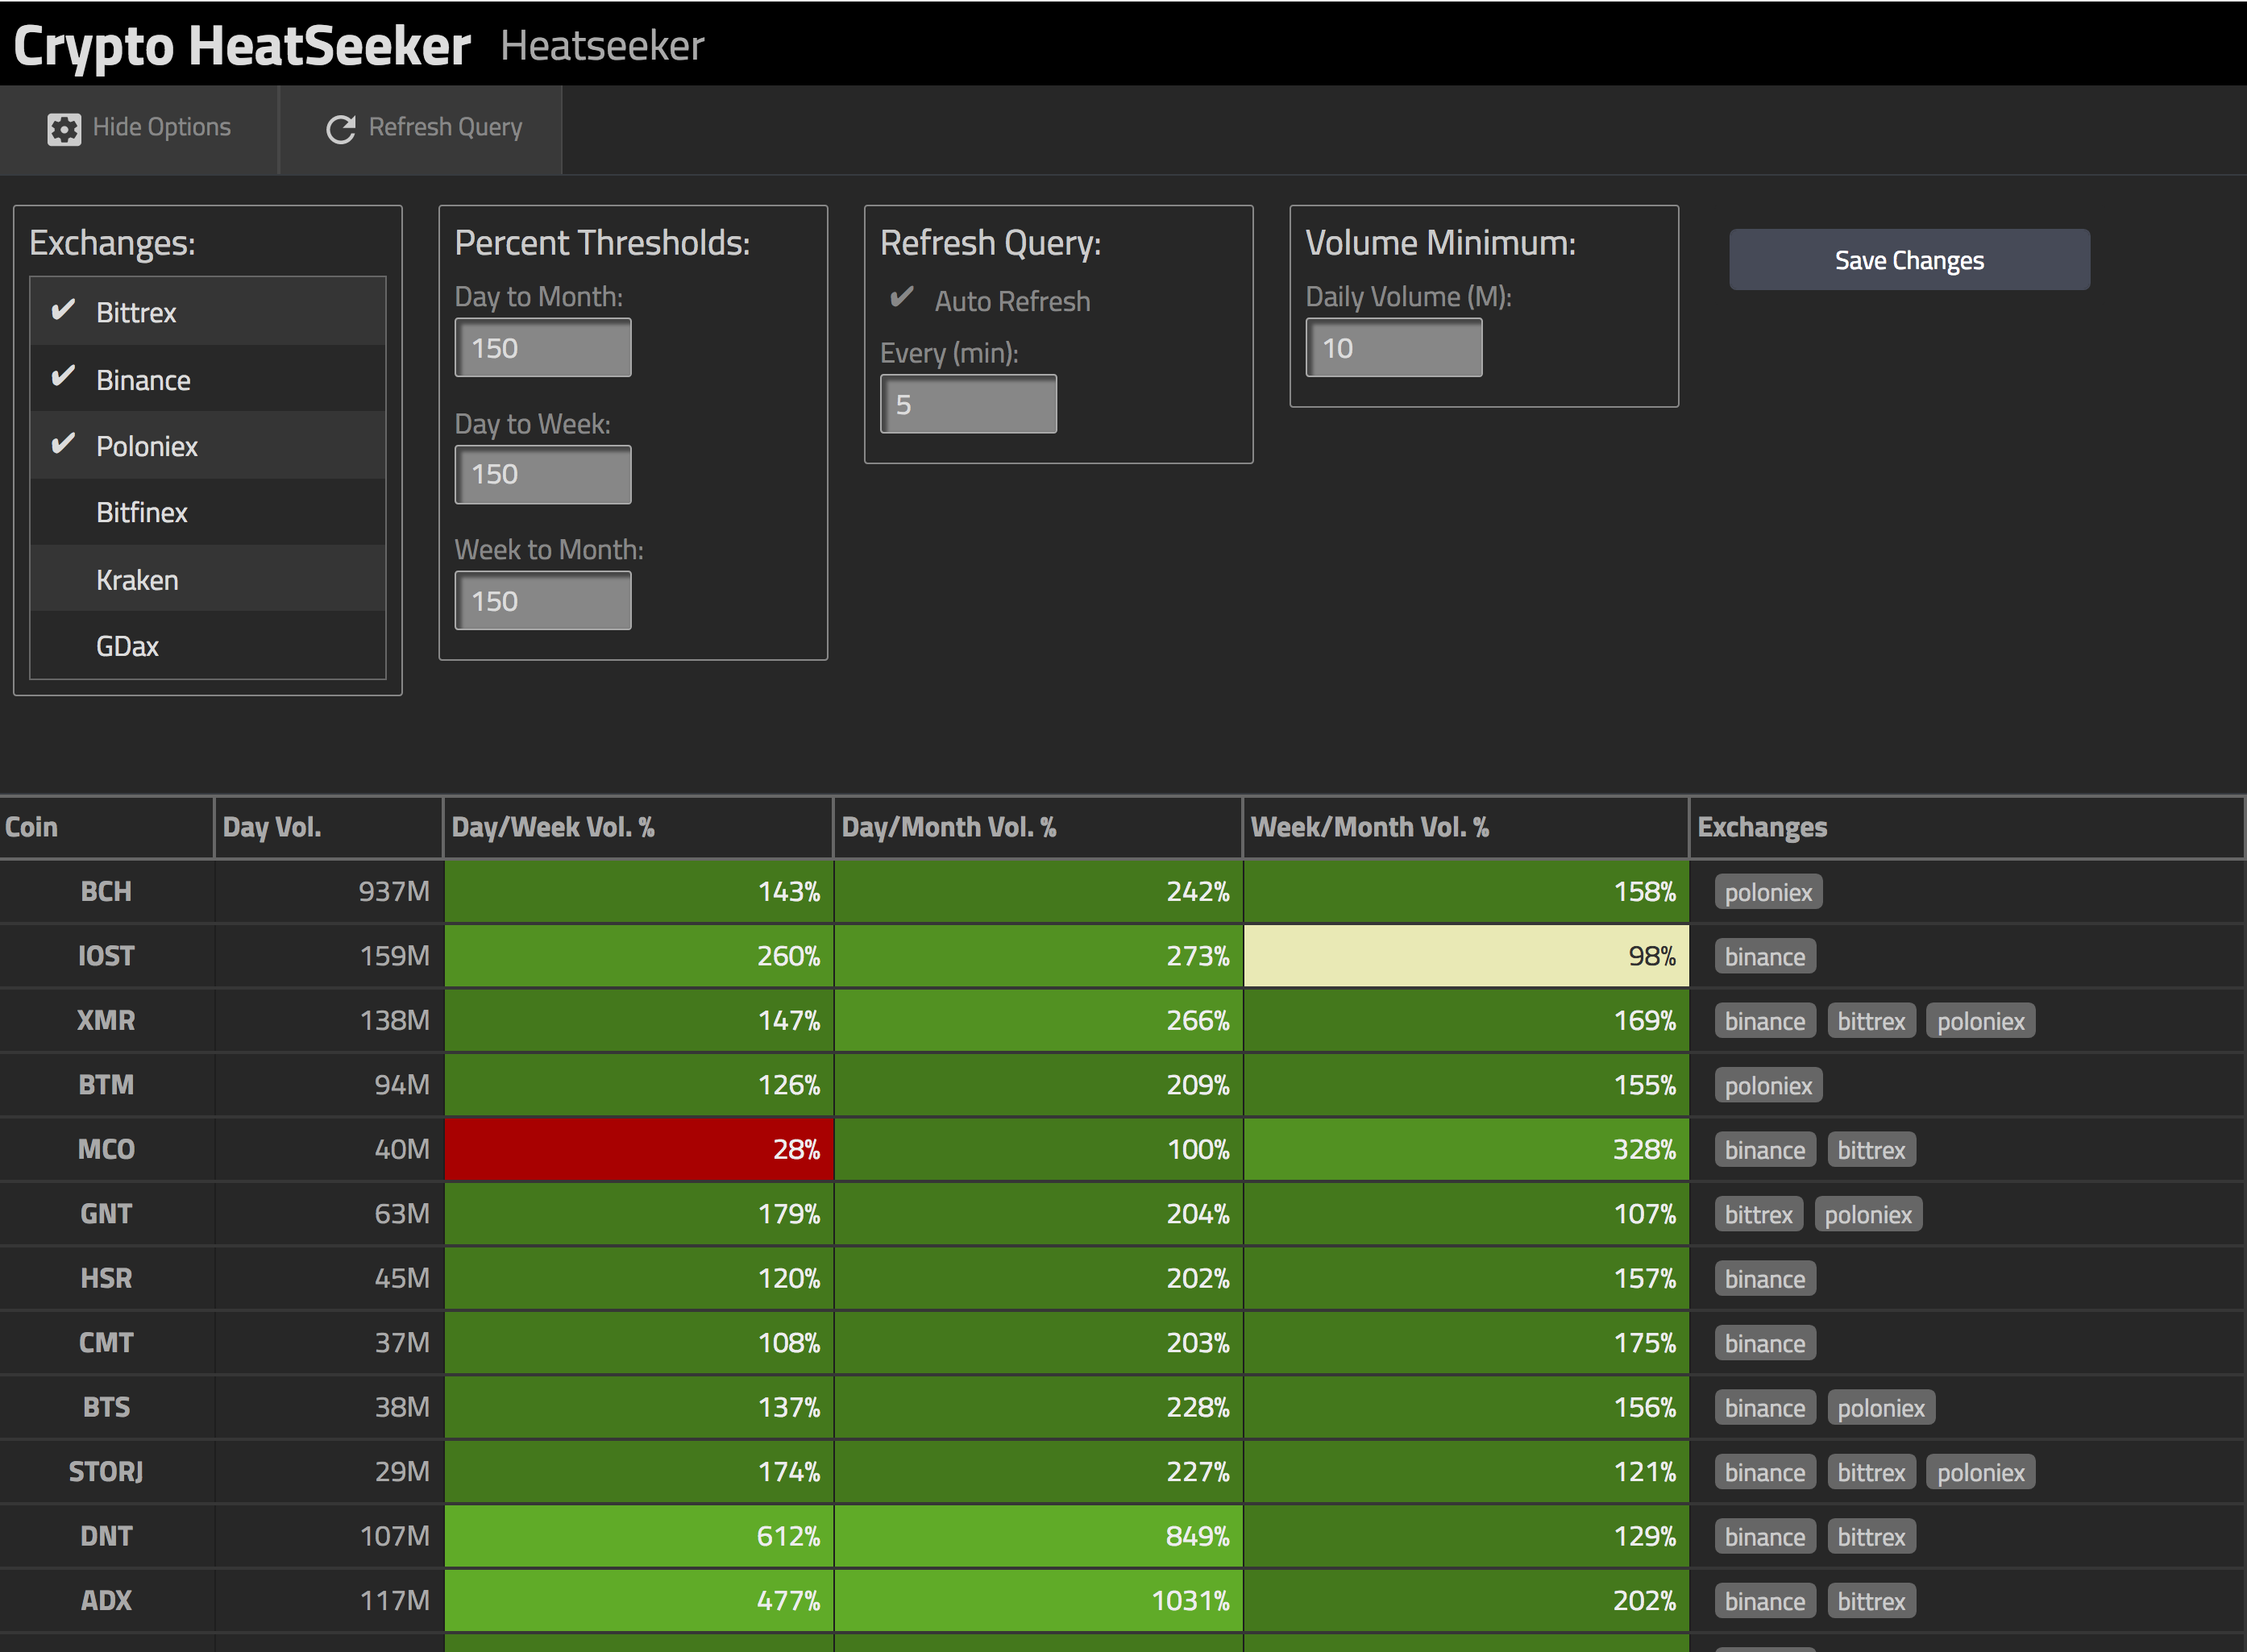 Crypto HeatSeeker Heatseeker
Hide Options Refresh Query
Exchanges:
Bittrex
Binance
Poloniex
Bitfinex
Kraken
GDax
Percent Thresholds:
Day to Month:
150
Day to Week:
150
Week to Month:
150
Refresh Query:
Auto Refresh
Every (min):
5
Volume Minimum:
Daily Volume (M):
10
Save Changes
Coin Day Vol. Day/Week Vol. % Day/Month Vol. % Week/Month Vol. % Exchanges
BCH 937M 143% 242% 158% poloniex
IOST 159M 260% 273% 98% binance
XMR 138M 147% 266% 169% binance bittrex poloniex
BTM 94M 126% 209% 155% poloniex
MCO 40M 28% 100% 328% binance bittrex
GNT 63M 179% 204% 107% bittrex poloniex
HSR 45M 120% 202% 157% binance
CMT 37M 108% 203% 175% binance
BTS 38M 137% 228% 156% binance poloniex
STORJ 29M 174% 227% 121% binance bittrex poloniex
DNT 107M 612% 849% 129% binance bittrex
ADX 117M 477% 1031% 202% binance bittrex